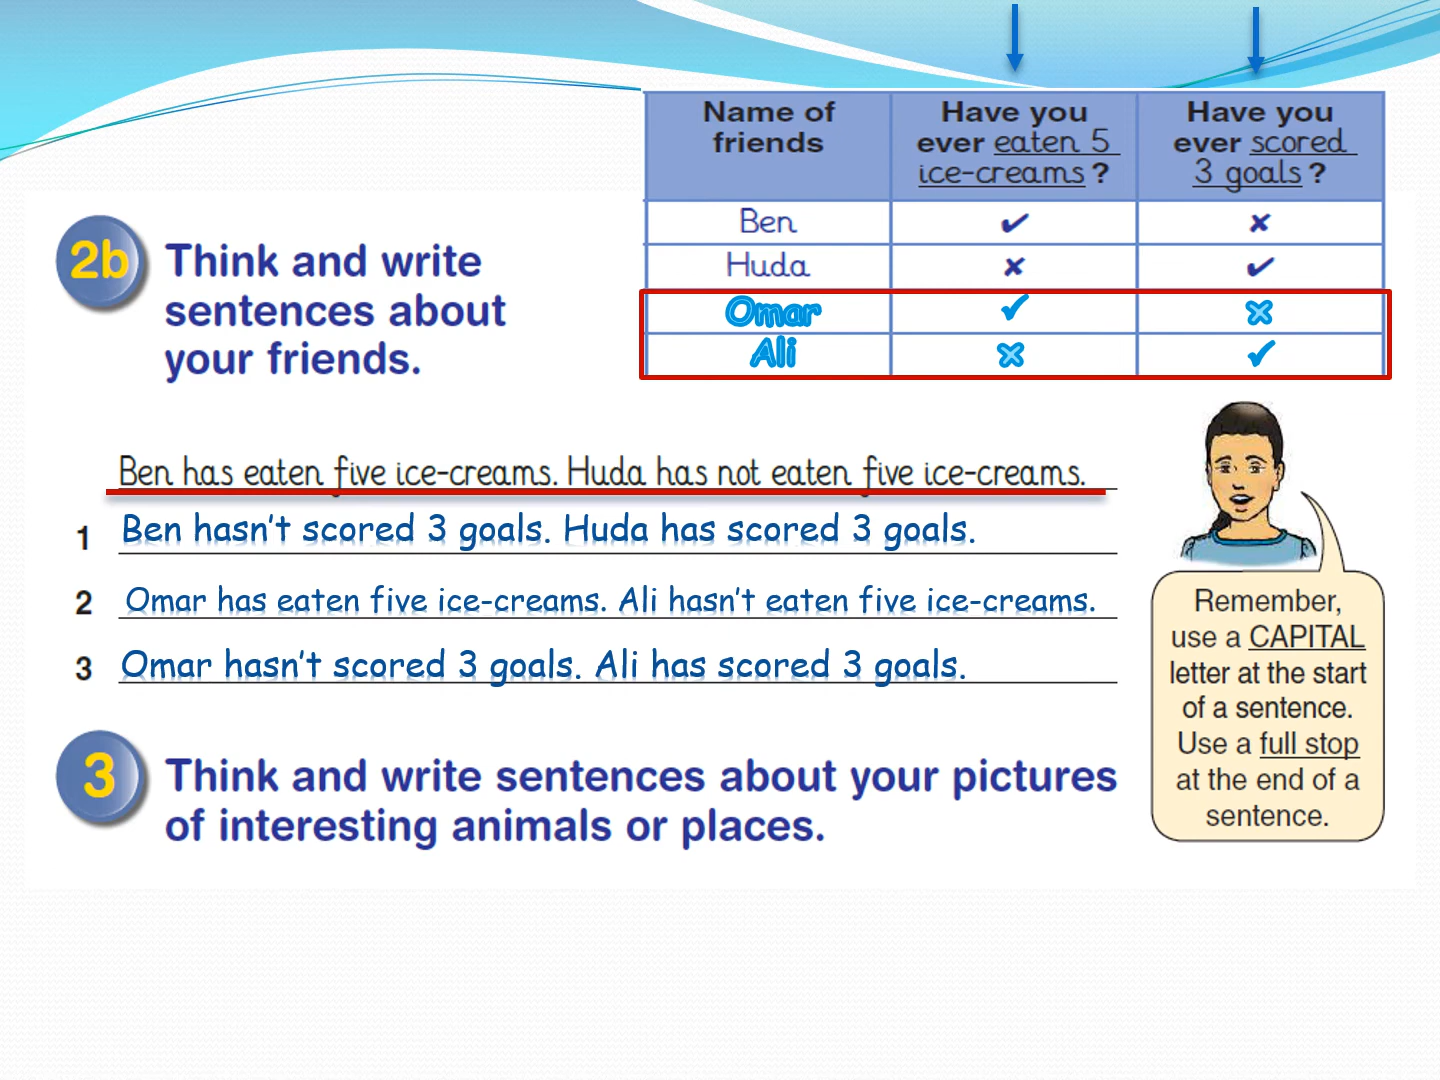 Name of friends
Have you ever eaten 5 ice-creams ?
Have you ever scored 3 goals ?
Ben ✔ ✘
Huda ✘ ✔
Omar ✔ ✘
Ali ✘ ✔
2b Think and write
sentences about
your friends.
Ben has eaten five ice-creams. Huda has not eaten five ice-creams.
1 Ben hasn't scored 3 goals. Huda has scored 3 goals.
2 Omar has eaten five ice-creams. Ali hasn't eaten five ice-creams.
3 Omar hasn't scored 3 goals. Ali has scored 3 goals.
Remember,
use a CAPITAL
letter at the start
of a sentence.
Use a full stop
at the end of a
sentence.
3 Think and write sentences about your pictures
of interesting animals or places.